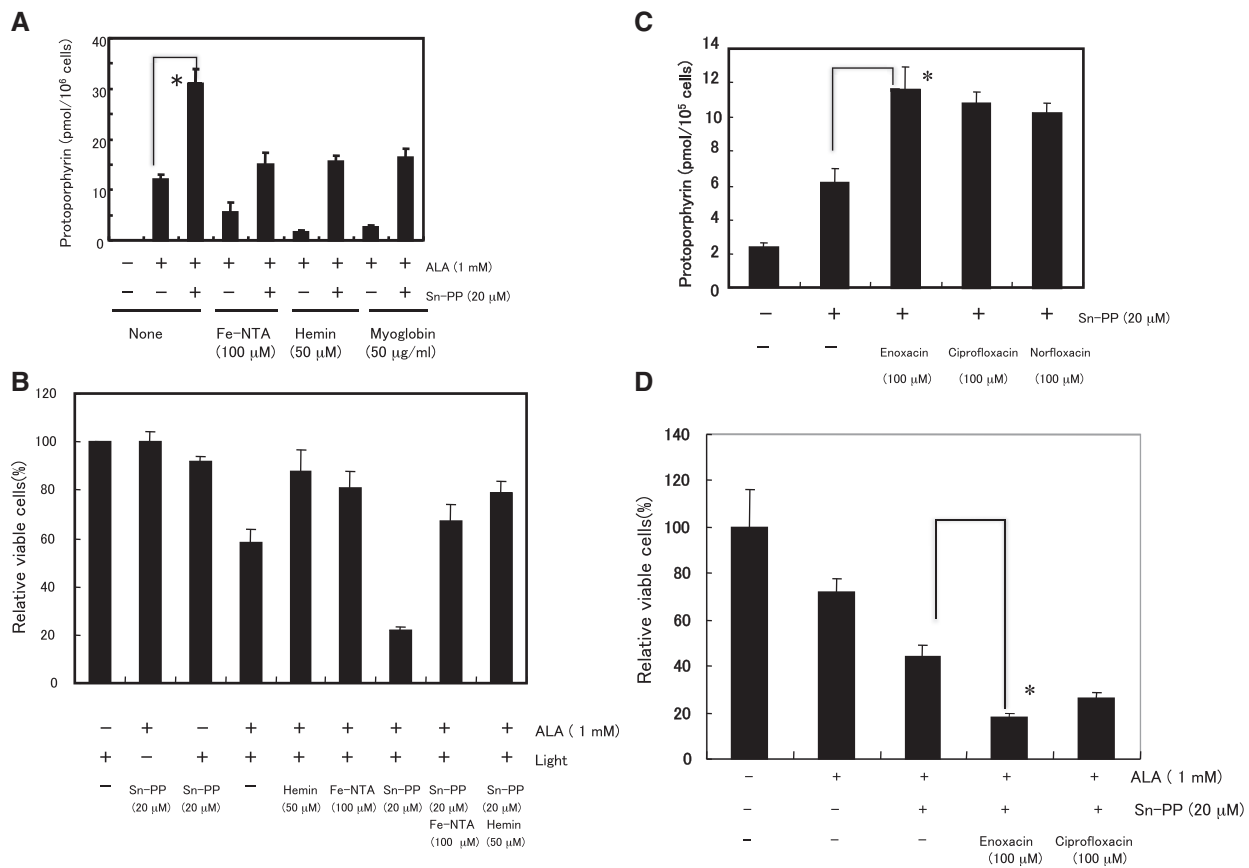 A
Protoporphyrin (pmol/10⁶ cells)
40
30
20
10
0
*
− + + + + + + + +
ALA (1 mM)
− − + − + − + − +
Sn-PP (20 μM)
None
Fe-NTA
(100 μM)
Hemin
(50 μM)
Myoglobin
(50 μg/ml)
B
Relative viable cells(%)
120
100
80
60
40
20
0
− + − + + + + + +
ALA ( 1 mM)
+ − + + + + + + +
Light
− Sn-PP Sn-PP − Hemin Fe-NTA Sn-PP Sn-PP Sn-PP
(20 μM) (20 μM) (50 μM) (100 μM) (20 μM) (20 μM) (20 μM)
Fe-NTA Hemin
(100 μM) (50 μM)
C
Protoporphyrin (pmol/10⁵ cells)
14
12
10
8
6
4
2
0
*
− + + + +
Sn-PP (20 μM)
− − Enoxacin Ciprofloxacin Norfloxacin
(100 μM) (100 μM) (100 μM)
D
Relative viable cells(%)
140
120
100
80
60
40
20
0
*
− + + + +
ALA ( 1 mM)
− − + + +
Sn-PP (20 μM)
− − − Enoxacin Ciprofloxacin
(100 μM) (100 μM)